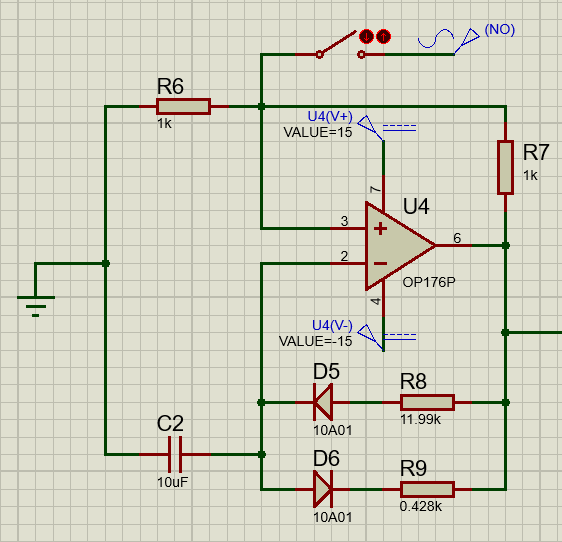 (NO)
R6
1k
U4(V+)
VALUE=15
R7
1k
7
U4
3
2
6
4
OP176P
U4(V-)
VALUE=-15
D5
10A01
R8
11.99k
C2
10uF
D6
10A01
R9
0.428k